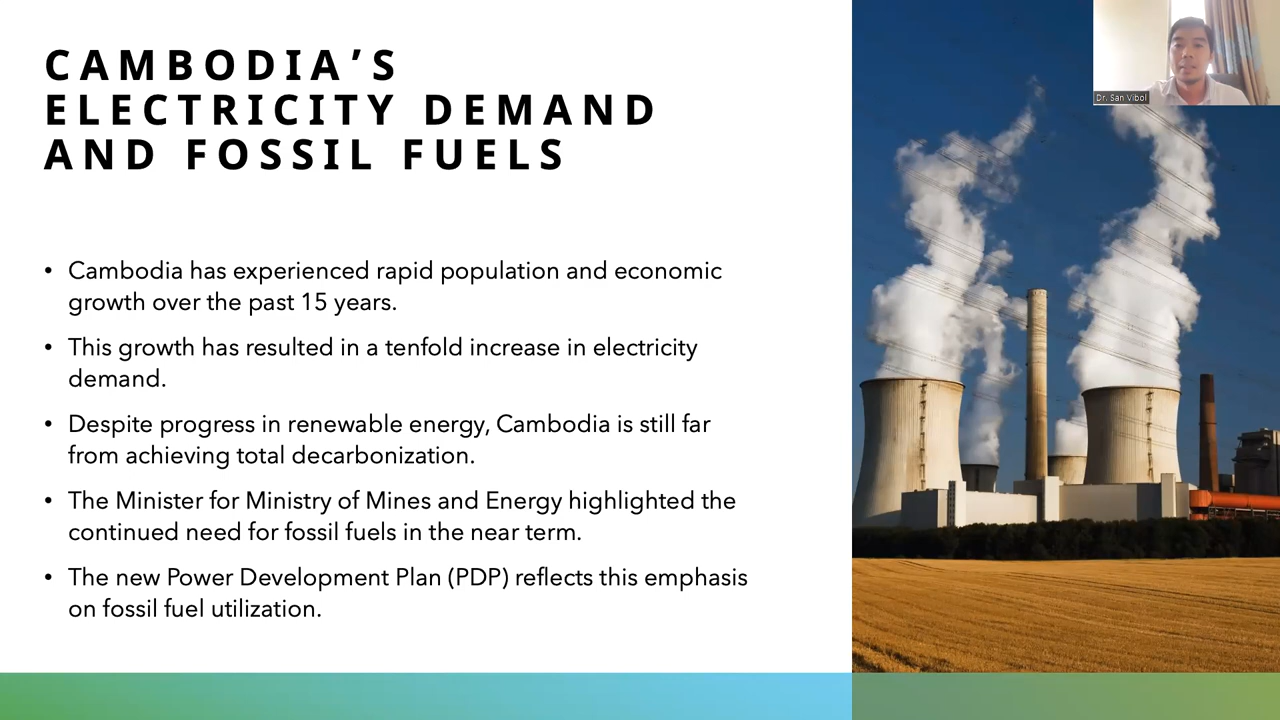 CAMBODIA’S
ELECTRICITY DEMAND
AND FOSSIL FUELS
Dr. San Vibol
• Cambodia has experienced rapid population and economic
growth over the past 15 years.
• This growth has resulted in a tenfold increase in electricity
demand.
• Despite progress in renewable energy, Cambodia is still far
from achieving total decarbonization.
• The Minister for Ministry of Mines and Energy highlighted the
continued need for fossil fuels in the near term.
• The new Power Development Plan (PDP) reflects this emphasis
on fossil fuel utilization.